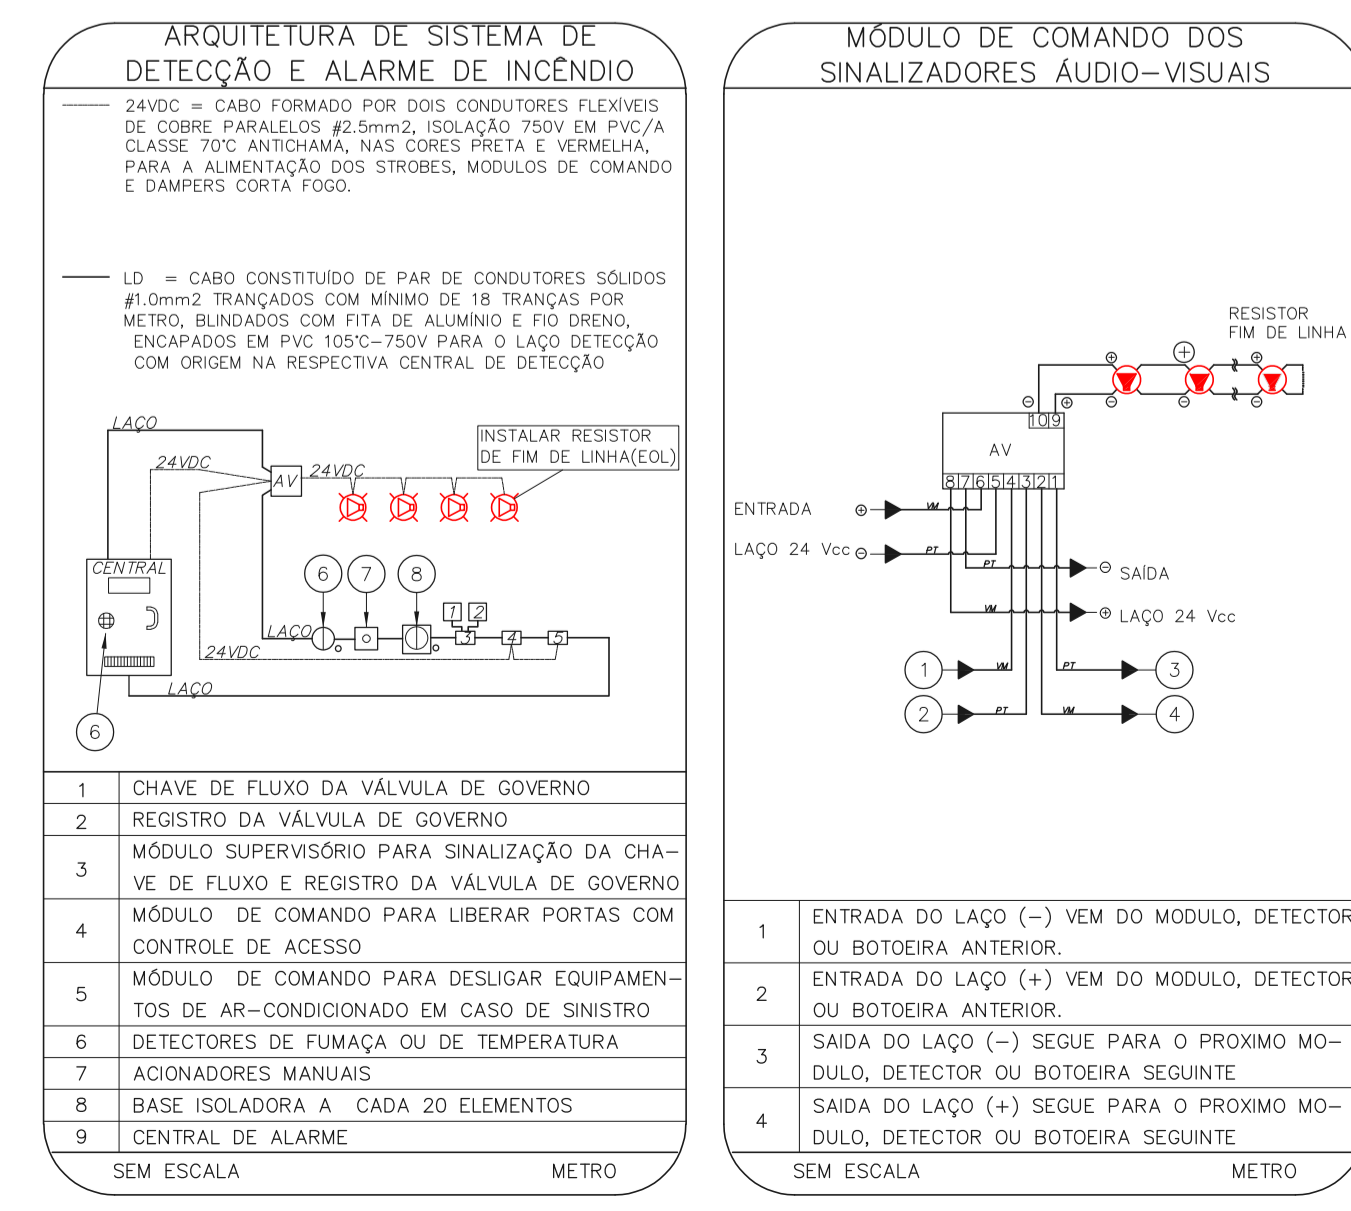 ARQUITETURA DE SISTEMA DE
DETECÇÃO E ALARME DE INCÊNDIO
24VDC = CABO FORMADO POR DOIS CONDUTORES FLEXÍVEIS
DE COBRE PARALELOS #2.5mm2, ISOLAÇÃO 750V EM PVC/A
CLASSE 70°C ANTICHAMA, NAS CORES PRETA E VERMELHA,
PARA A ALIMENTAÇÃO DOS STROBES, MODULOS DE COMANDO
E DAMPERS CORTA FOGO.
LD = CABO CONSTITUÍDO DE PAR DE CONDUTORES SÓLIDOS
#1.0mm2 TRANÇADOS COM MÍNIMO DE 18 TRANÇAS POR
METRO, BLINDADOS COM FITA DE ALUMÍNIO E FIO DRENO,
ENCAPADOS EM PVC 105°C-750V PARA O LAÇO DETECÇÃO
COM ORIGEM NA RESPECTIVA CENTRAL DE DETECÇÃO
LAÇO
24VDC
AV
24VDC
INSTALAR RESISTOR
DE FIM DE LINHA(EOL)
CENTRAL
6
7
8
1
2
LAÇO
3
4
5
24VDC
LAÇO
6
1 CHAVE DE FLUXO DA VÁLVULA DE GOVERNO
2 REGISTRO DA VÁLVULA DE GOVERNO
3 MÓDULO SUPERVISÓRIO PARA SINALIZAÇÃO DA CHA-
VE DE FLUXO E REGISTRO DA VÁLVULA DE GOVERNO
4 MÓDULO DE COMANDO PARA LIBERAR PORTAS COM
CONTROLE DE ACESSO
5 MÓDULO DE COMANDO PARA DESLIGAR EQUIPAMEN-
TOS DE AR-CONDICIONADO EM CASO DE SINISTRO
6 DETECTORES DE FUMAÇA OU DE TEMPERATURA
7 ACIONADORES MANUAIS
8 BASE ISOLADORA A CADA 20 ELEMENTOS
9 CENTRAL DE ALARME
SEM ESCALA METRO
MÓDULO DE COMANDO DOS
SINALIZADORES ÁUDIO-VISUAIS
RESISTOR
FIM DE LINHA
+ + +
- + - - -
10 9
AV
8 7 6 5 4 3 2 1
ENTRADA + VM
LAÇO 24 Vcc - PT
PT - SAÍDA
VM + LAÇO 24 Vcc
1 VM PT 3
2 PT VM 4
1 ENTRADA DO LAÇO (-) VEM DO MODULO, DETECTOR
OU BOTOEIRA ANTERIOR.
2 ENTRADA DO LAÇO (+) VEM DO MODULO, DETECTOR
OU BOTOEIRA ANTERIOR.
3 SAIDA DO LAÇO (-) SEGUE PARA O PROXIMO MO-
DULO, DETECTOR OU BOTOEIRA SEGUINTE
4 SAIDA DO LAÇO (+) SEGUE PARA O PROXIMO MO-
DULO, DETECTOR OU BOTOEIRA SEGUINTE
SEM ESCALA METRO